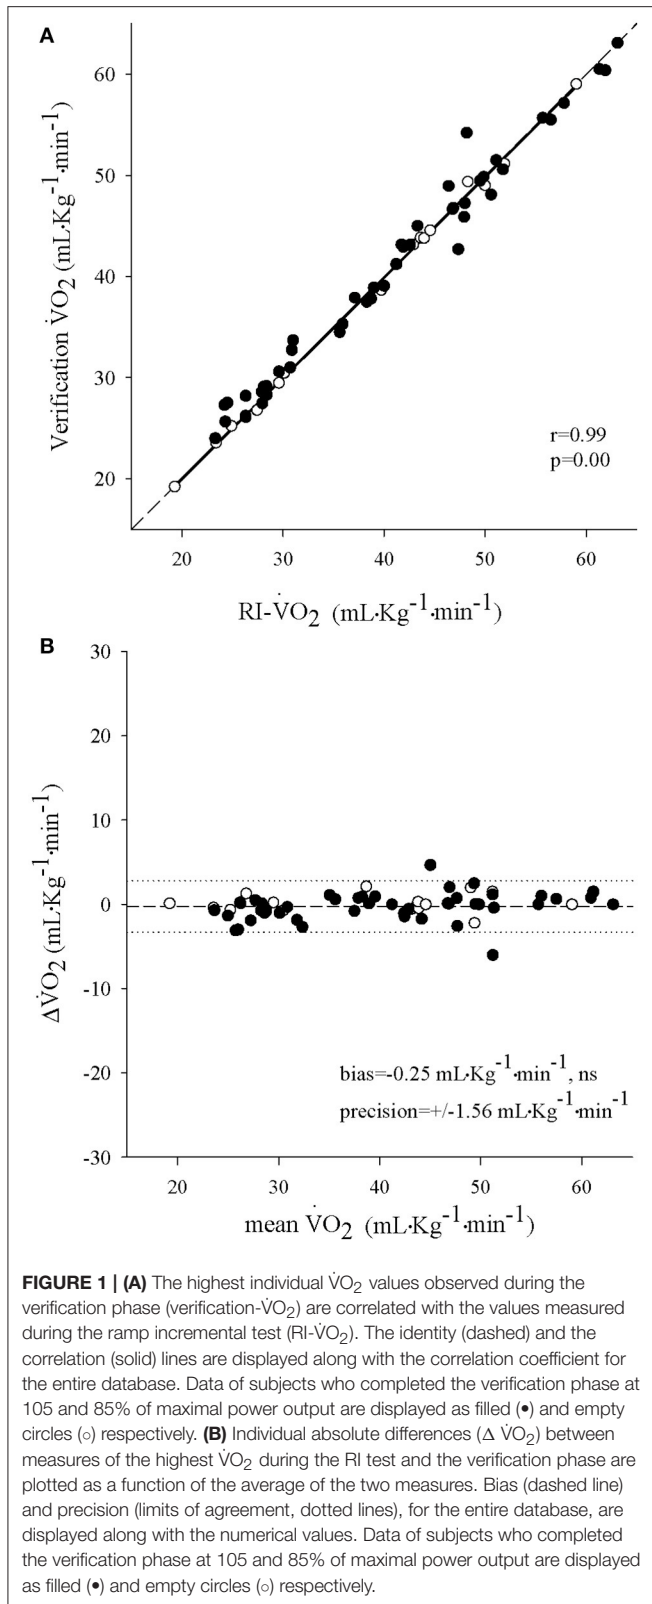 A
60
50
40
30
20
Verification V̇O2 (mL·Kg-1·min-1)
r=0.99
p=0.00
20 30 40 50 60
RI-V̇O2 (mL·Kg-1·min-1)
B
30
20
10
0
-10
-20
-30
ΔV̇O2 (mL·Kg-1·min-1)
bias=-0.25 mL·Kg-1·min-1, ns
precision=+/-1.56 mL·Kg-1·min-1
20 30 40 50 60
mean V̇O2 (mL·Kg-1·min-1)
FIGURE 1 | (A) The highest individual V̇O2 values observed during the
verification phase (verification-V̇O2) are correlated with the values measured
during the ramp incremental test (RI-V̇O2). The identity (dashed) and the
correlation (solid) lines are displayed along with the correlation coefficient for
the entire database. Data of subjects who completed the verification phase at
105 and 85% of maximal power output are displayed as filled (•) and empty
circles (○) respectively. (B) Individual absolute differences (Δ V̇O2) between
measures of the highest V̇O2 during the RI test and the verification phase are
plotted as a function of the average of the two measures. Bias (dashed line)
and precision (limits of agreement, dotted lines), for the entire database, are
displayed along with the numerical values. Data of subjects who completed
the verification phase at 105 and 85% of maximal power output are displayed
as filled (•) and empty circles (○) respectively.